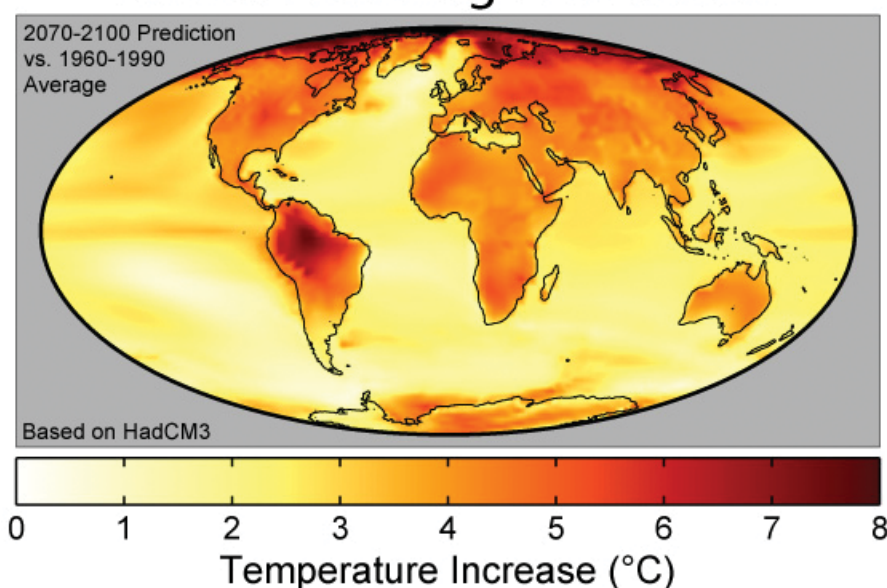 2070-2100 Prediction
vs. 1960-1990
Average
Based on HadCM3
0 1 2 3 4 5 6 7 8
Temperature Increase (°C)